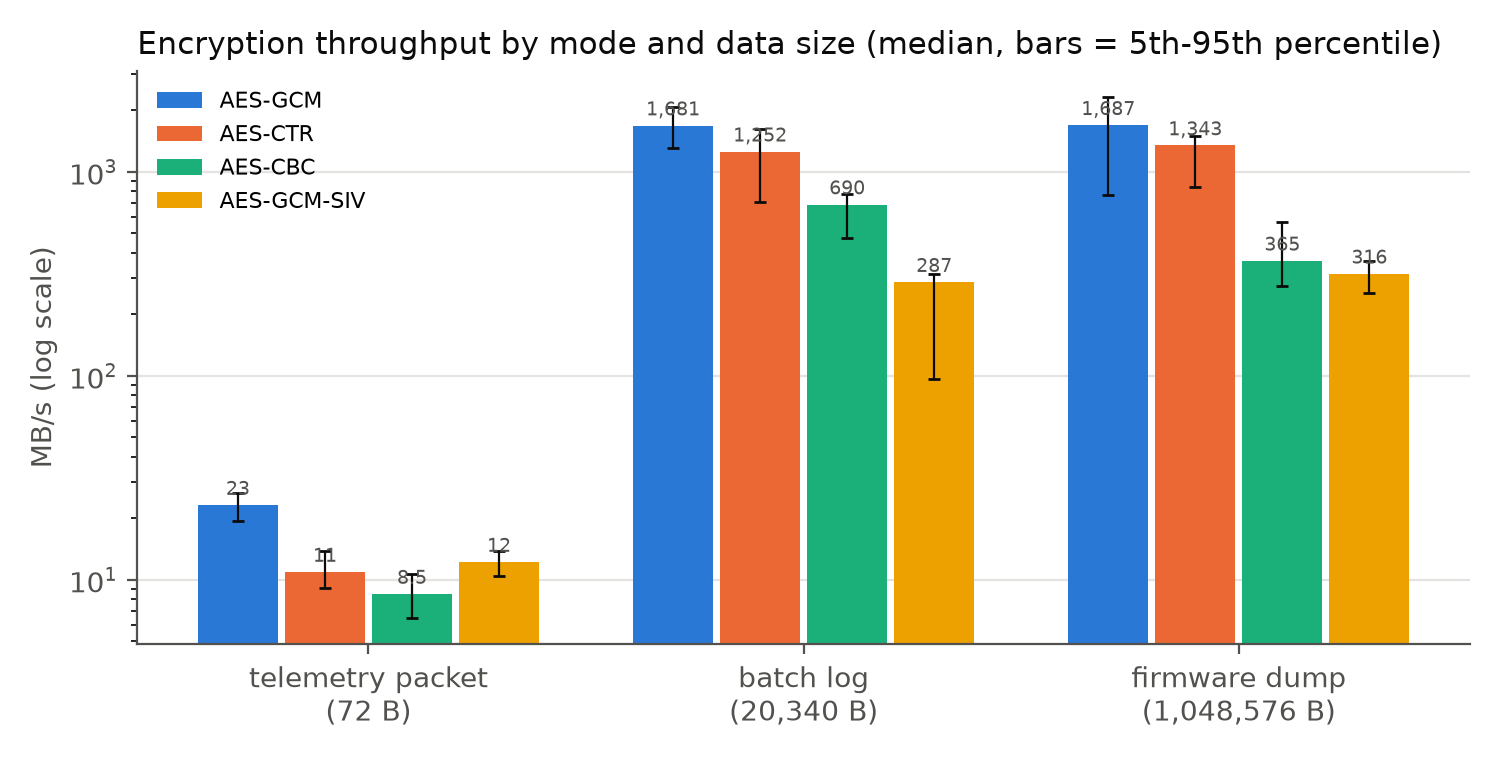 Encryption throughput by mode and data size (median, bars = 5th-95th percentile)
AES-GCM
AES-CTR
AES-CBC
AES-GCM-SIV
MB/s (log scale)
10³
10²
10¹
23
11
8.5
12
1,681
1,252
690
287
1,687
1,343
365
316
telemetry packet
(72 B)
batch log
(20,340 B)
firmware dump
(1,048,576 B)